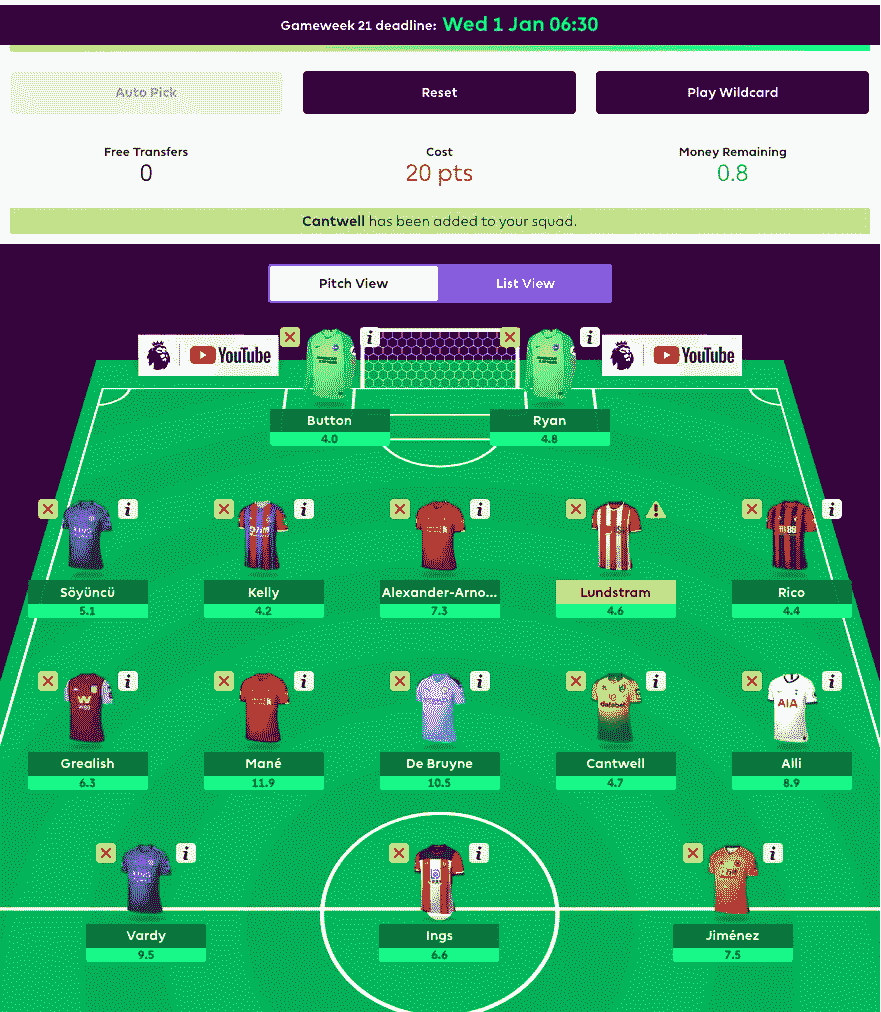 Gameweek 21 deadline: Wed 1 Jan 06:30
Auto Pick Reset Play Wildcard
Free Transfers Cost Money Remaining
0 20 pts 0.8
Cantwell has been added to your squad.
Pitch View List View
YouTube YouTube
Button Ryan
4.0 4.8
Söyüncü Kelly Alexander-Arno... Lundstram Rico
5.1 4.2 7.3 4.6 4.4
AIA
Grealish Mané De Bruyne Cantwell Alli
6.3 11.9 10.5 4.7 8.9
Vardy Ings Jiménez
9.5 6.6 7.5